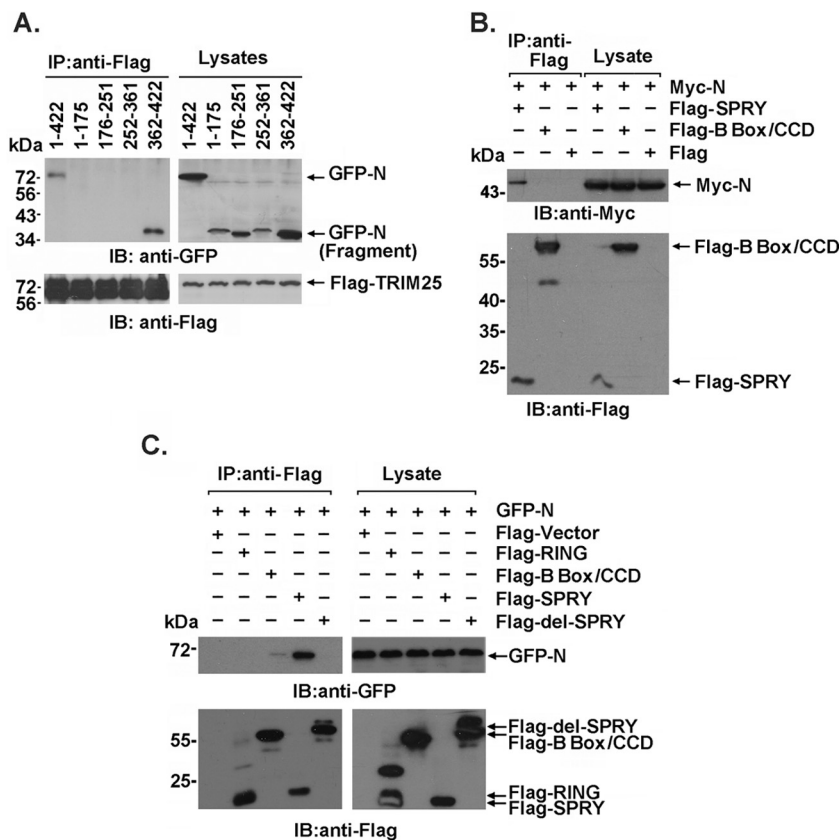 A.
IP:anti-Flag Lysates
1-422 1-175 176-251 252-361 362-422 1-422 1-175 176-251 252-361 362-422
kDa
72- GFP-N
56-
43-
34- GFP-N
(Fragment)
IB: anti-GFP
72- Flag-TRIM25
56-
IB: anti-Flag
B.
IP:anti-
Flag Lysate
+ + + + + + Myc-N
+ – – + – – Flag-SPRY
– + – – + – Flag-B Box/CCD
– – + – – + Flag
kDa
43- Myc-N
IB:anti-Myc
55- Flag-B Box/CCD
40-
35-
25-
Flag-SPRY
IB:anti-Flag
C.
IP:anti-Flag Lysate
+ + + + + + + + + + GFP-N
+ – – – – + – – – – Flag-Vector
– + – – – – + – – – Flag-RING
– – + – – – – + – – Flag-B Box/CCD
– – – + – – – – + – Flag-SPRY
– – – – + – – – – + Flag-del-SPRY
kDa
72- GFP-N
IB:anti-GFP
Flag-del-SPRY
55- Flag-B Box/CCD
25-
Flag-RING
Flag-SPRY
IB:anti-Flag